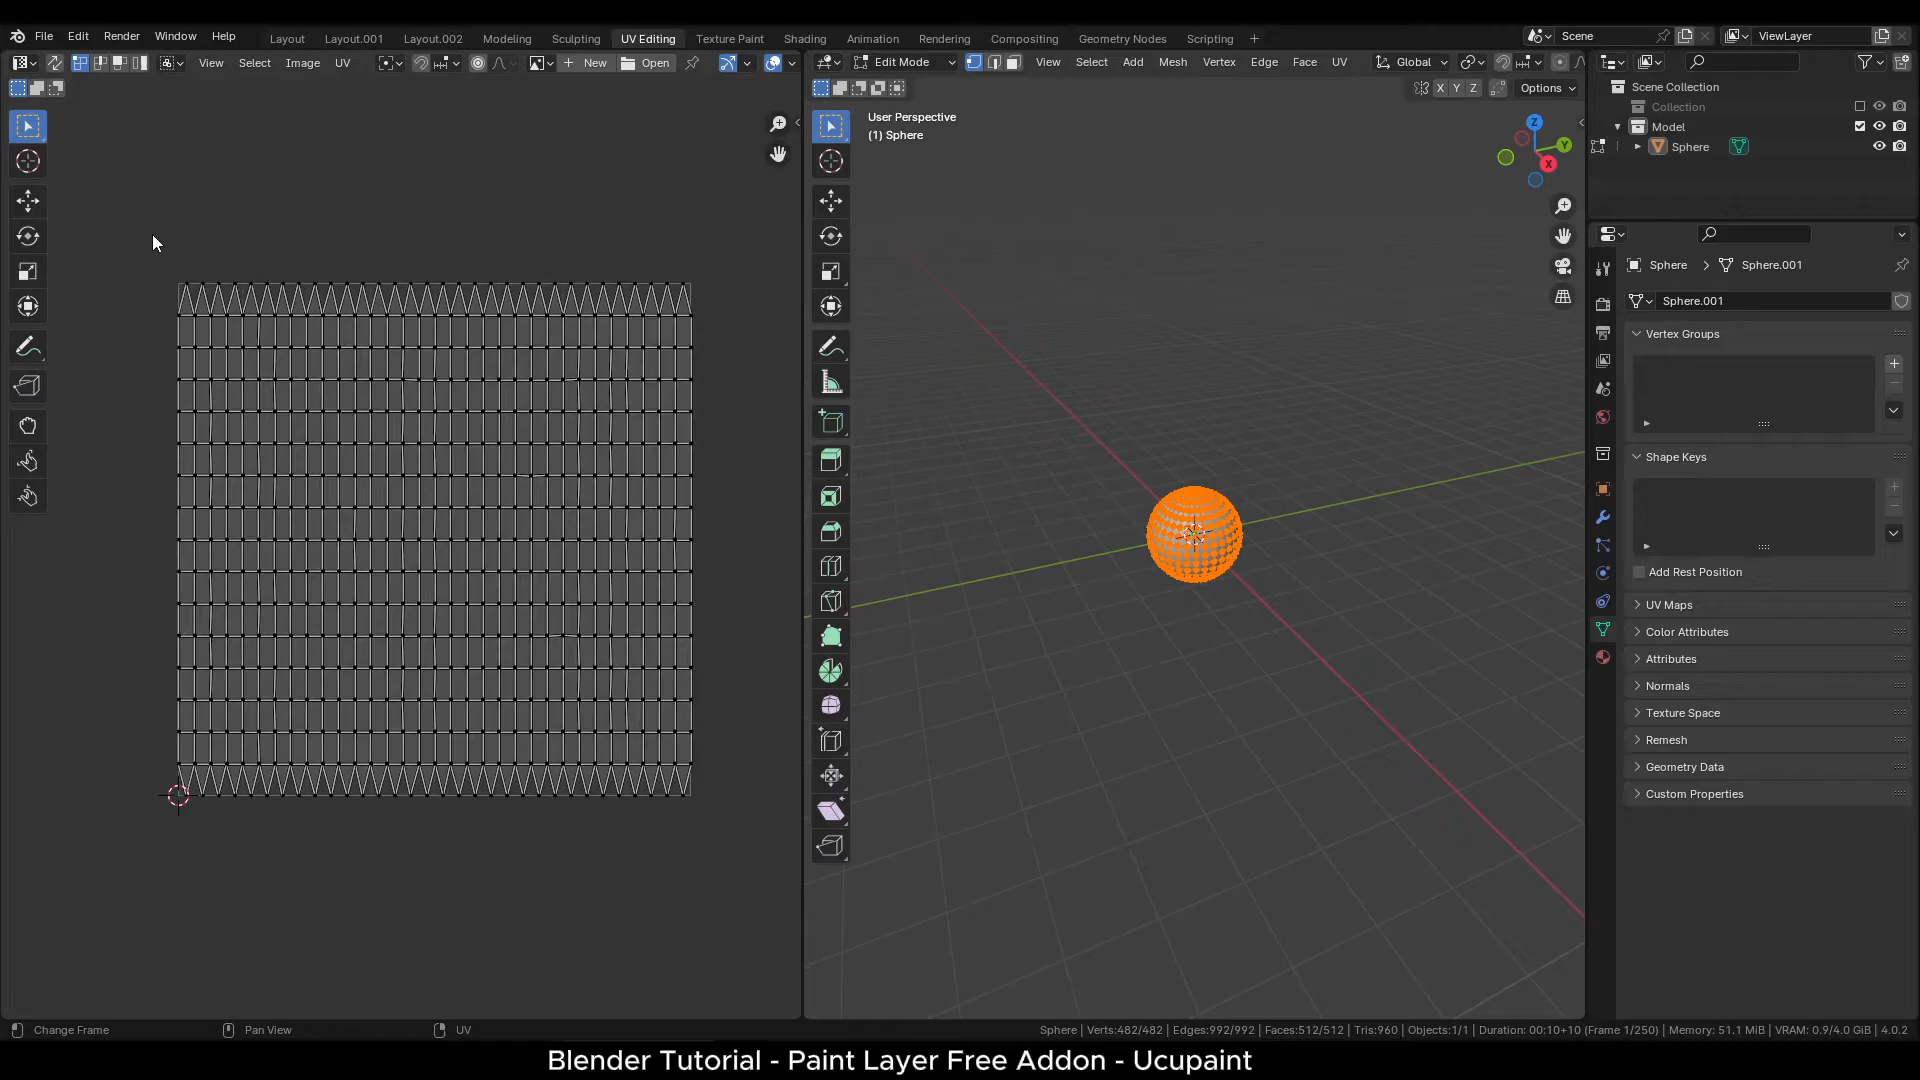 File Edit Render Window Help Layout Layout.001 Layout.002 Modeling Sculpting UV Editing Texture Paint Shading Animation Rendering Compositing Geometry Nodes Scripting + Scene ViewLayer
View Select Image UV New Open Edit Mode View Select Add Mesh Vertex Edge Face UV Global
X Y Z Options
Scene Collection
Collection
Model
Sphere
User Perspective
(1) Sphere
Z
Y
X
Sphere > Sphere.001
Sphere.001
Vertex Groups
Shape Keys
Add Rest Position
UV Maps
Color Attributes
Attributes
Normals
Texture Space
Remesh
Geometry Data
Custom Properties
Change Frame Pan View UV Sphere | Verts:482/482 | Edges:992/992 | Faces:512/512 | Tris:960 | Objects:1/1 | Duration: 00:10+10 (Frame 1/250) | Memory: 51.1 MiB | VRAM: 0.9/4.0 GiB | 4.0.2
Blender Tutorial - Paint Layer Free Addon - Ucupaint